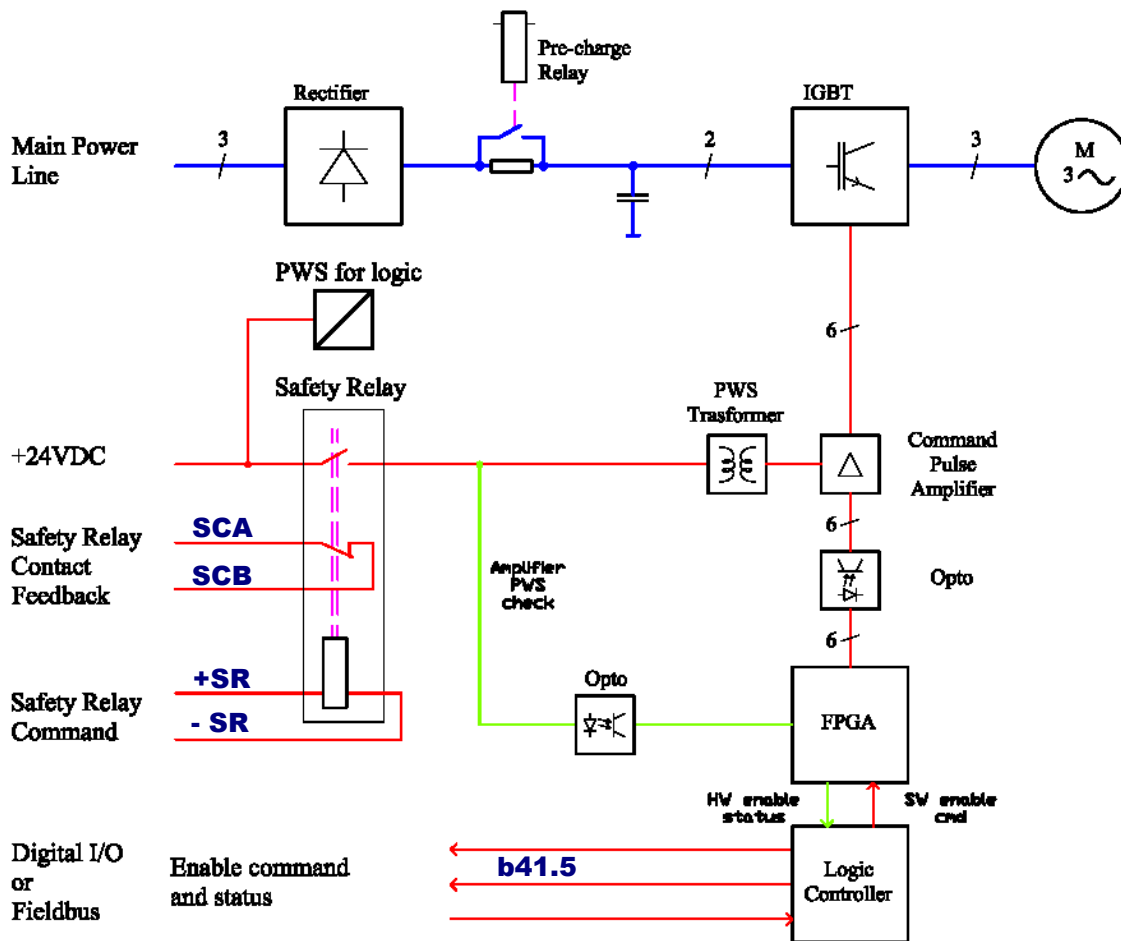 Pre-charge
Relay
Rectifier
IGBT
Main Power
Line
3
2
3
M
3
PWS for logic
6
Safety Relay
PWS
Trasformer
+24VDC
Command
Pulse
Amplifier
Safety Relay
Contact
Feedback
SCA
SCB
6
Amplifier
PWS
check
Opto
6
+SR
- SR
Safety Relay
Command
Opto
FPGA
HW enable
status
SW enable
cmd
Digital I/O
or
Fieldbus
Enable command
and status
b41.5
Logic
Controller